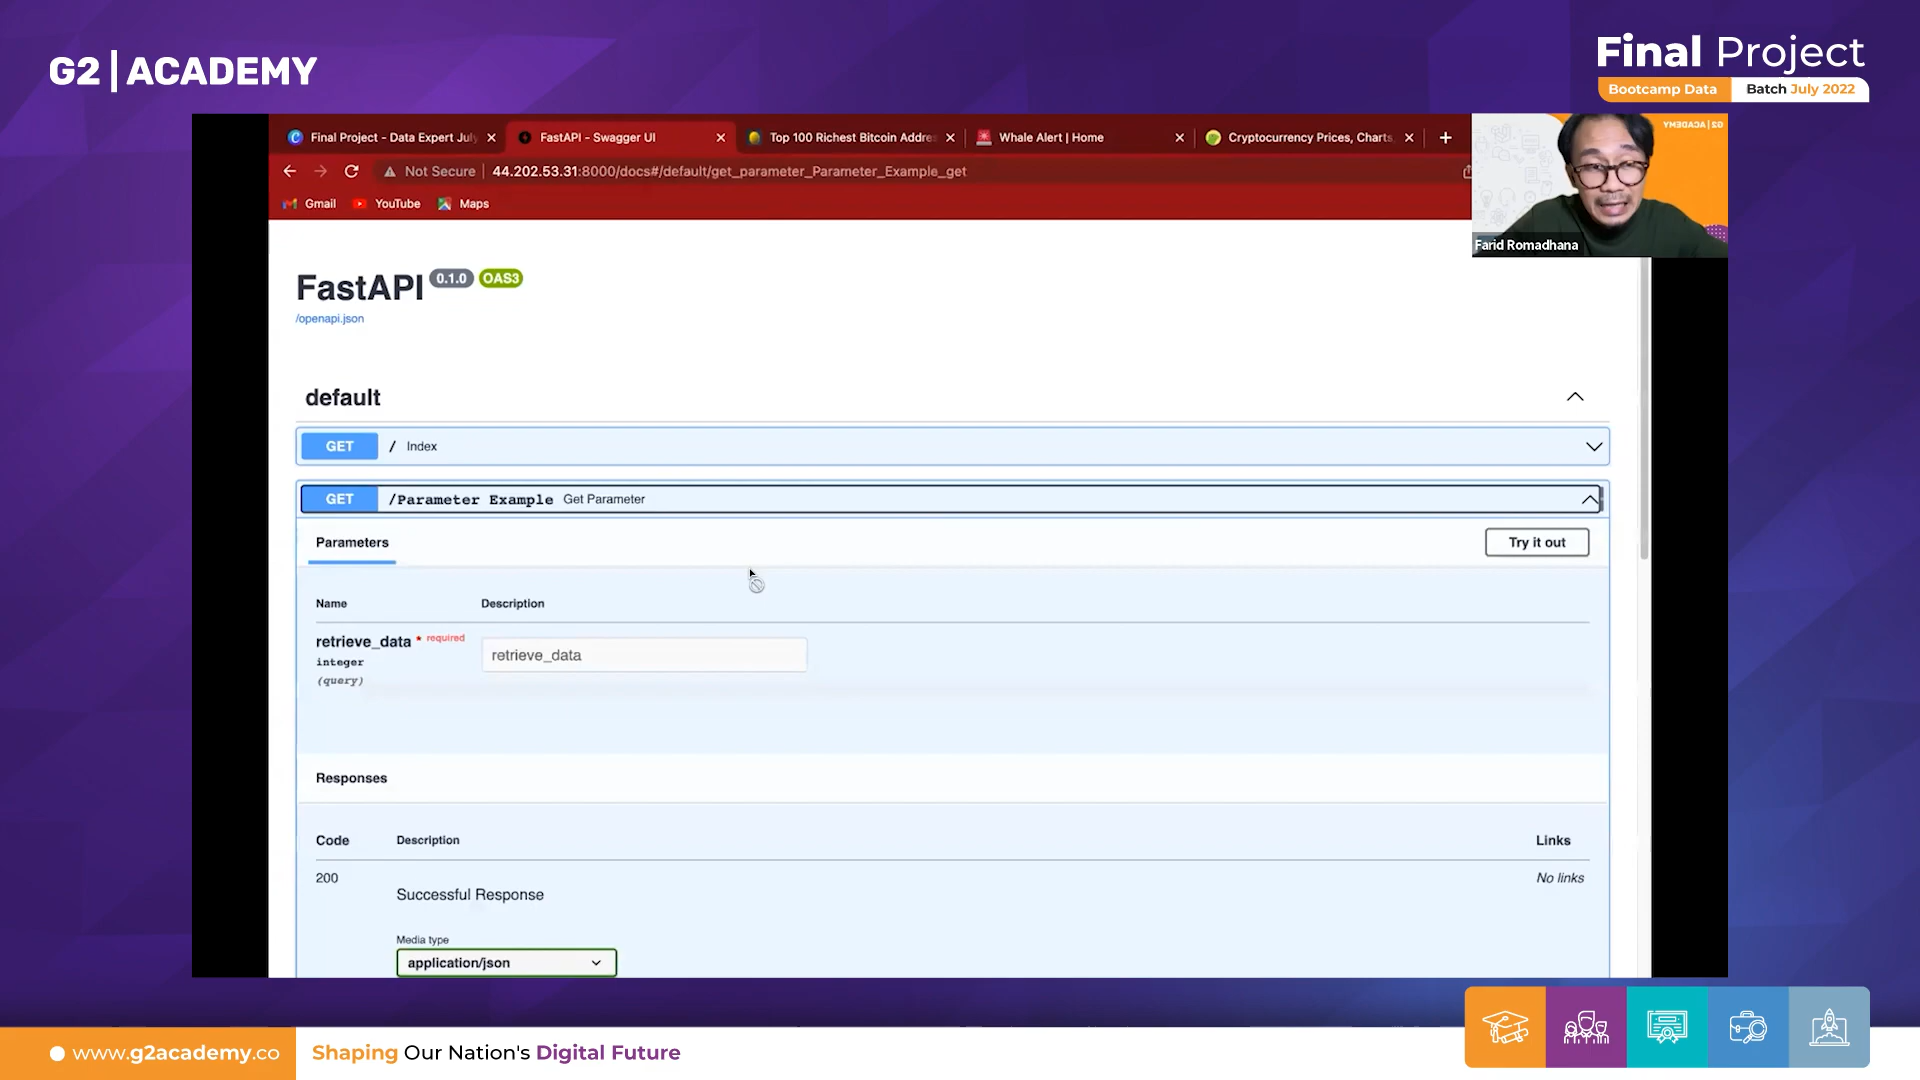 G2 | ACADEMY
Final Project
Bootcamp Data Batch July 2022
Final Project - Data Expert July
FastAPI - Swagger UI
Top 100 Richest Bitcoin Addre
Whale Alert | Home
Cryptocurrency Prices, Charts,
Not Secure | 44.202.53.31:8000/docs#/default/get_parameter_Parameter_Example_get
Gmail YouTube Maps
G2 | ACADEMY
Farid Romadhana
FastAPI 0.1.0 OAS3
/openapi.json
default
GET / Index
GET /Parameter Example Get Parameter
Parameters
Try it out
Name Description
retrieve_data * required
integer
(query)
retrieve_data
Responses
Code Description Links
200
Successful Response
No links
Media type
application/json
www.g2academy.co
Shaping Our Nation's Digital Future